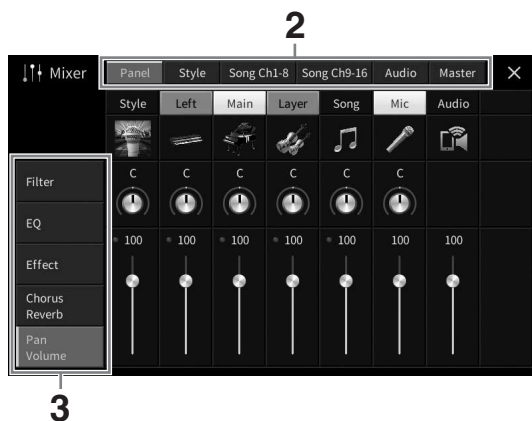 2
Mixer Panel Style Song Ch1-8 Song Ch9-16 Audio Master ×
Style Left Main Layer Song Mic Audio
C C C C C C
100 100 100 100 100 100 100
Filter
EQ
Effect
Chorus
Reverb
Pan
Volume
3